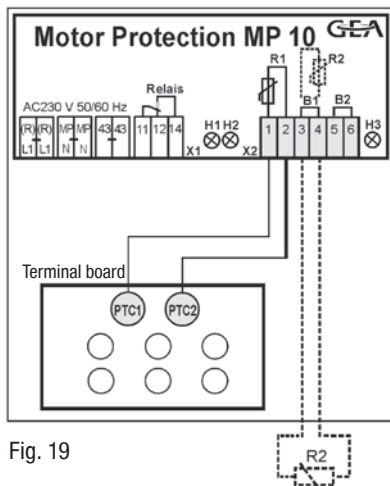 Motor Protection MP 10 GEA
R1 R2
Relais
AC230 V 50/60 Hz
B1 B2
(R) (R) MP MP 43 43 11 12 14 H1 H2 1 2 3 4 5 6 H3
L1 L1 N N X1 X2
Terminal board
PTC1 PTC2
Fig. 19
R2